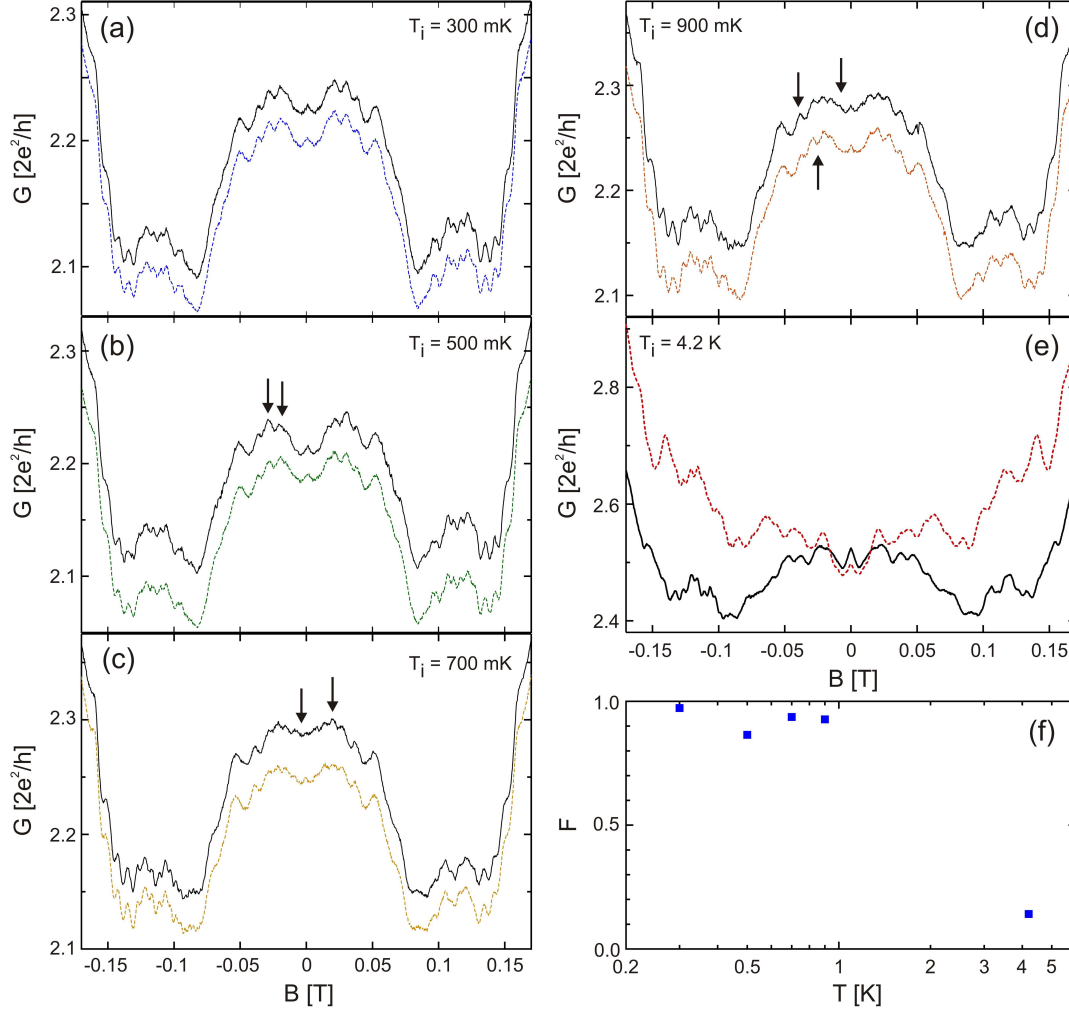 (a)
T_i = 300 mK
2.3
2.2
2.1
G [2e²/h]
(b)
T_i = 500 mK
2.3
2.2
2.1
G [2e²/h]
(c)
T_i = 700 mK
2.3
2.2
2.1
G [2e²/h]
-0.15 -0.1 -0.05 0 0.05 0.1 0.15
B [T]
T_i = 900 mK
(d)
2.3
2.2
2.1
G [2e²/h]
T_i = 4.2 K
(e)
2.8
2.6
2.4
G [2e²/h]
-0.15 -0.1 -0.05 0 0.05 0.1 0.15
B [T]
(f)
1.0
0.5
0.0
F
0.2 0.5 1 2 3 4 5
T [K]